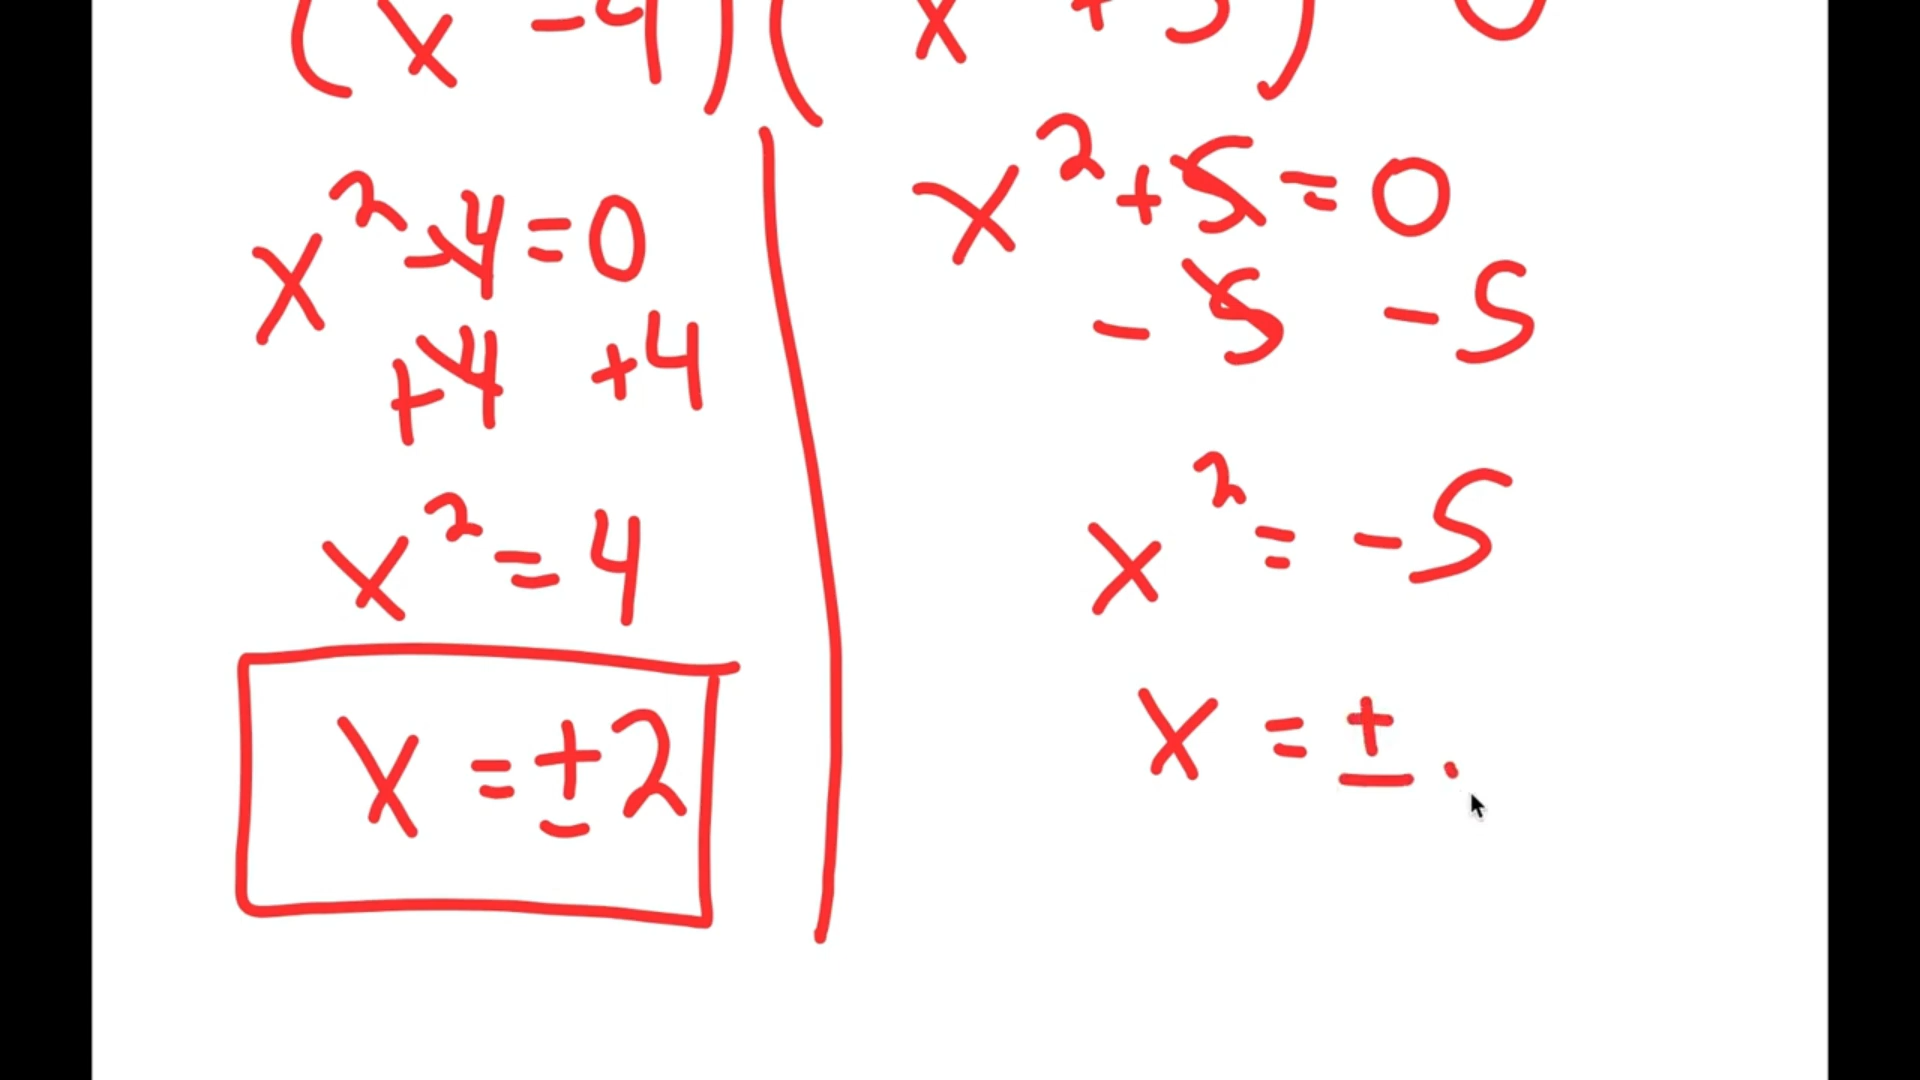 (x -4)( x +5) 0
x²-4=0
+4 +4
x²=4
x=±2
x²+5=0
-5 -5
x²=-5
x=±